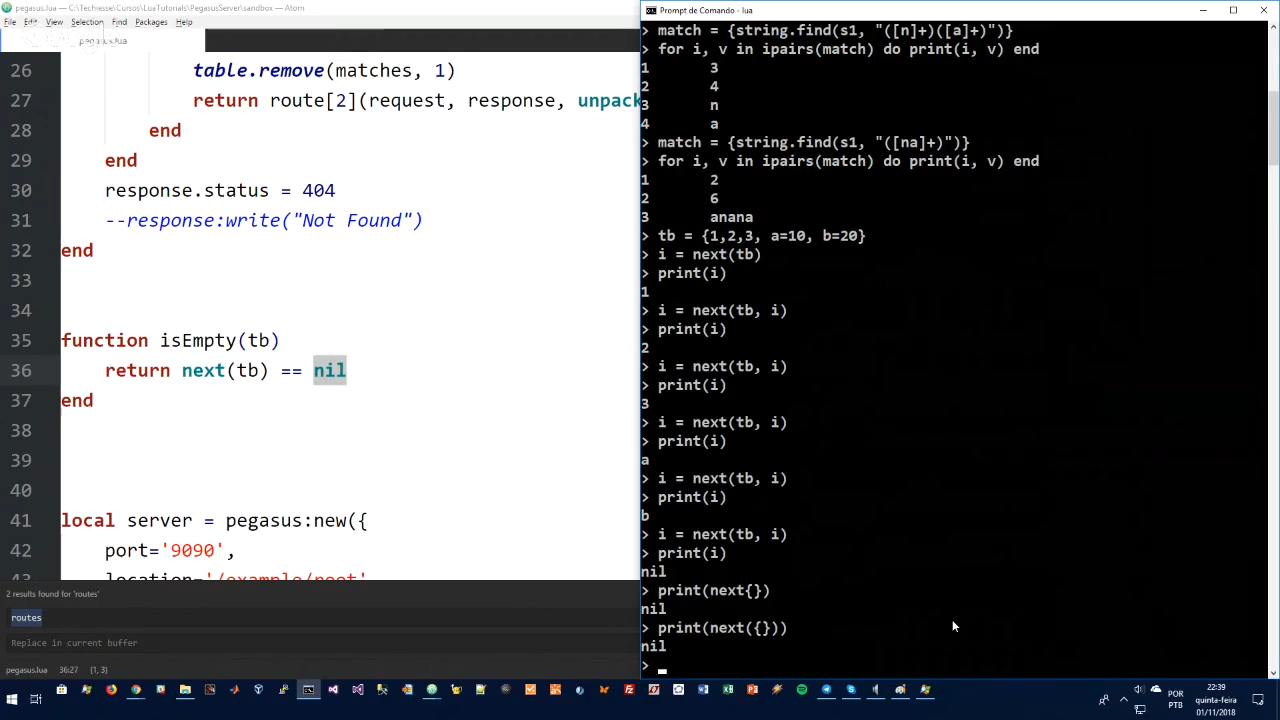 pegasus.lua — C:\Techiesse\Cursos\LuaTutorials\PegasusServer\sandbox — Atom
File Edit View Selection Find Packages Help
pegasus.lua
26 table.remove(matches, 1)
27 return route[2](request, response, unpack
28 end
29 end
30 response.status = 404
31 --response:write("Not Found")
32 end
33
34
35 function isEmpty(tb)
36 return next(tb) == nil
37 end
38
39
40
41 local server = pegasus:new({
42 port='9090',
43 location='/example/root'
2 results found for 'routes'
routes
Replace in current buffer
pegasus.lua 36:27 (1, 3)
Prompt de Comando - lua
> match = {string.find(s1, "([n]+)([a]+)")}
> for i, v in ipairs(match) do print(i, v) end
1 3
2 4
3 n
4 a
> match = {string.find(s1, "([na]+)")}
> for i, v in ipairs(match) do print(i, v) end
1 2
2 6
3 anana
> tb = {1,2,3, a=10, b=20}
> i = next(tb)
> print(i)
1
> i = next(tb, i)
> print(i)
2
> i = next(tb, i)
> print(i)
3
> i = next(tb, i)
> print(i)
a
> i = next(tb, i)
> print(i)
b
> i = next(tb, i)
> print(i)
nil
> print(next{})
nil
> print(next({}))
nil
>
POR
PTB
22:39
quinta-feira
01/11/2018